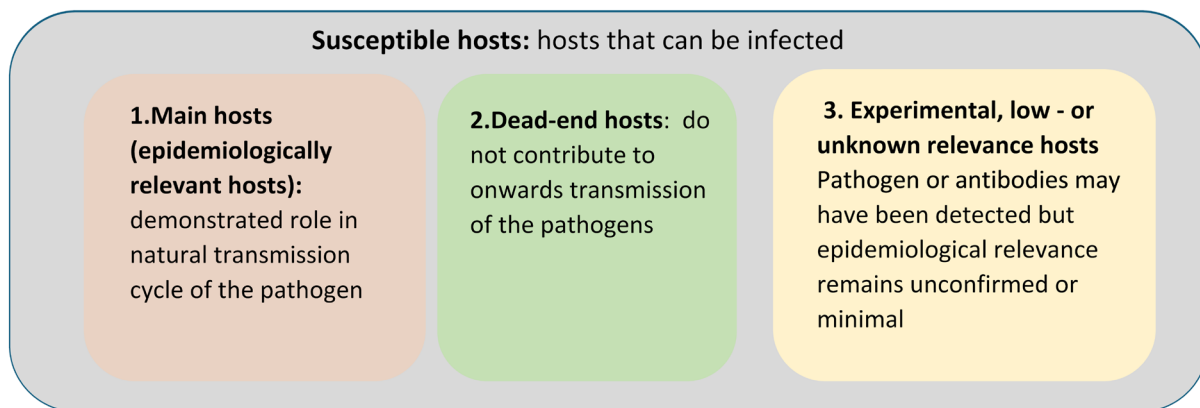 Susceptible hosts: hosts that can be infected
1.Main hosts
(epidemiologically
relevant hosts):
demonstrated role in
natural transmission
cycle of the pathogen
2.Dead-end hosts:  do
not contribute to
onwards transmission
of the pathogens
3. Experimental, low - or
unknown relevance hosts
Pathogen or antibodies may
have been detected but
epidemiological relevance
remains unconfirmed or
minimal